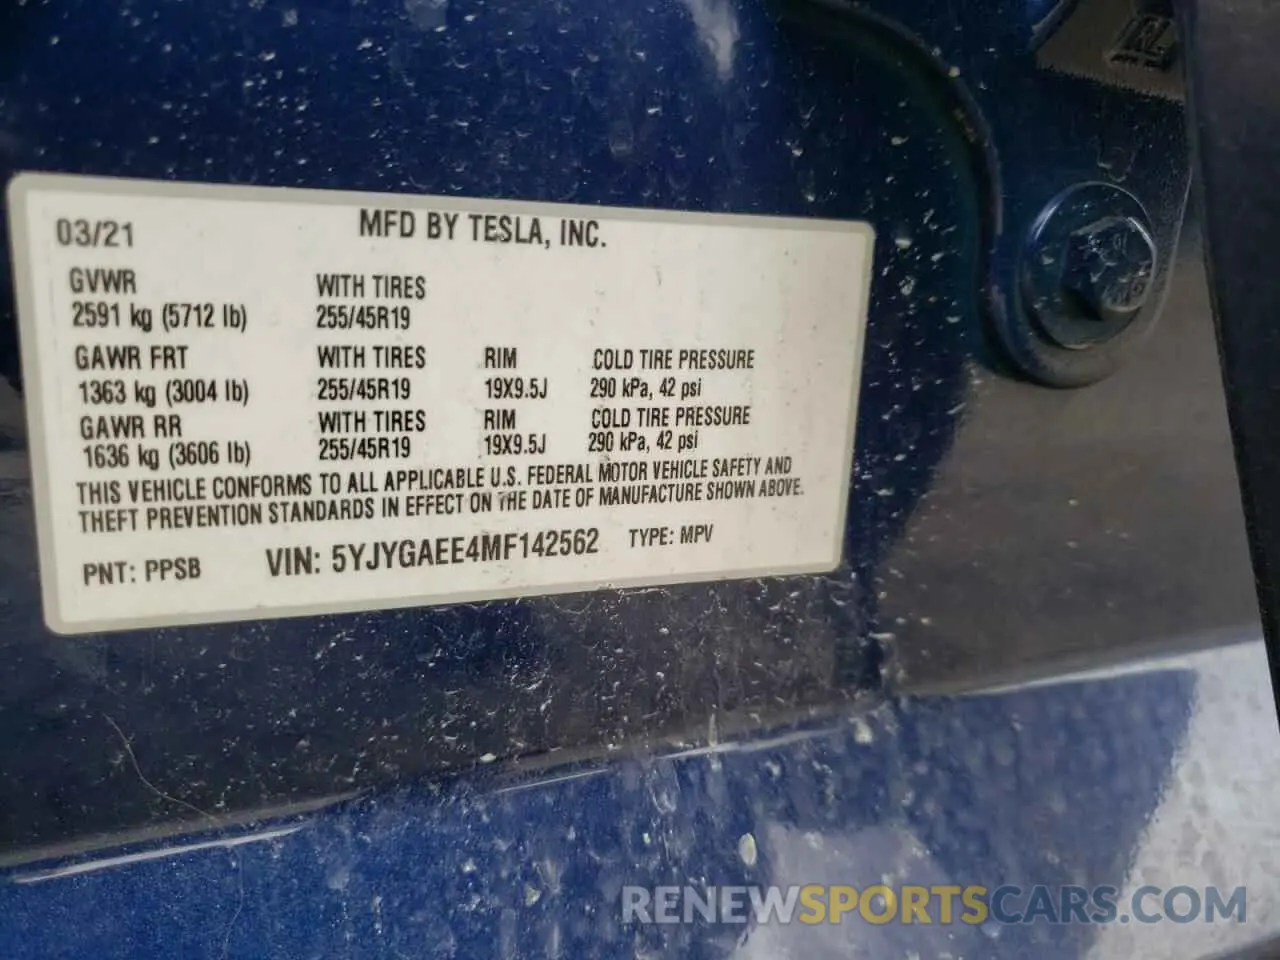 03/21 MFD BY TESLA, INC.
GVWR WITH TIRES
2591 kg (5712 lb) 255/45R19
GAWR FRT WITH TIRES RIM COLD TIRE PRESSURE
1363 kg (3004 lb) 255/45R19 19X9.5J 290 kPa, 42 psi
GAWR RR WITH TIRES RIM COLD TIRE PRESSURE
1636 kg (3606 lb) 255/45R19 19X9.5J 290 kPa, 42 psi
THIS VEHICLE CONFORMS TO ALL APPLICABLE U.S. FEDERAL MOTOR VEHICLE SAFETY AND
THEFT PREVENTION STANDARDS IN EFFECT ON THE DATE OF MANUFACTURE SHOWN ABOVE.
PNT: PPSB VIN: 5YJYGAEE4MF142562 TYPE: MPV
RENEWSPORTSCARS.COM